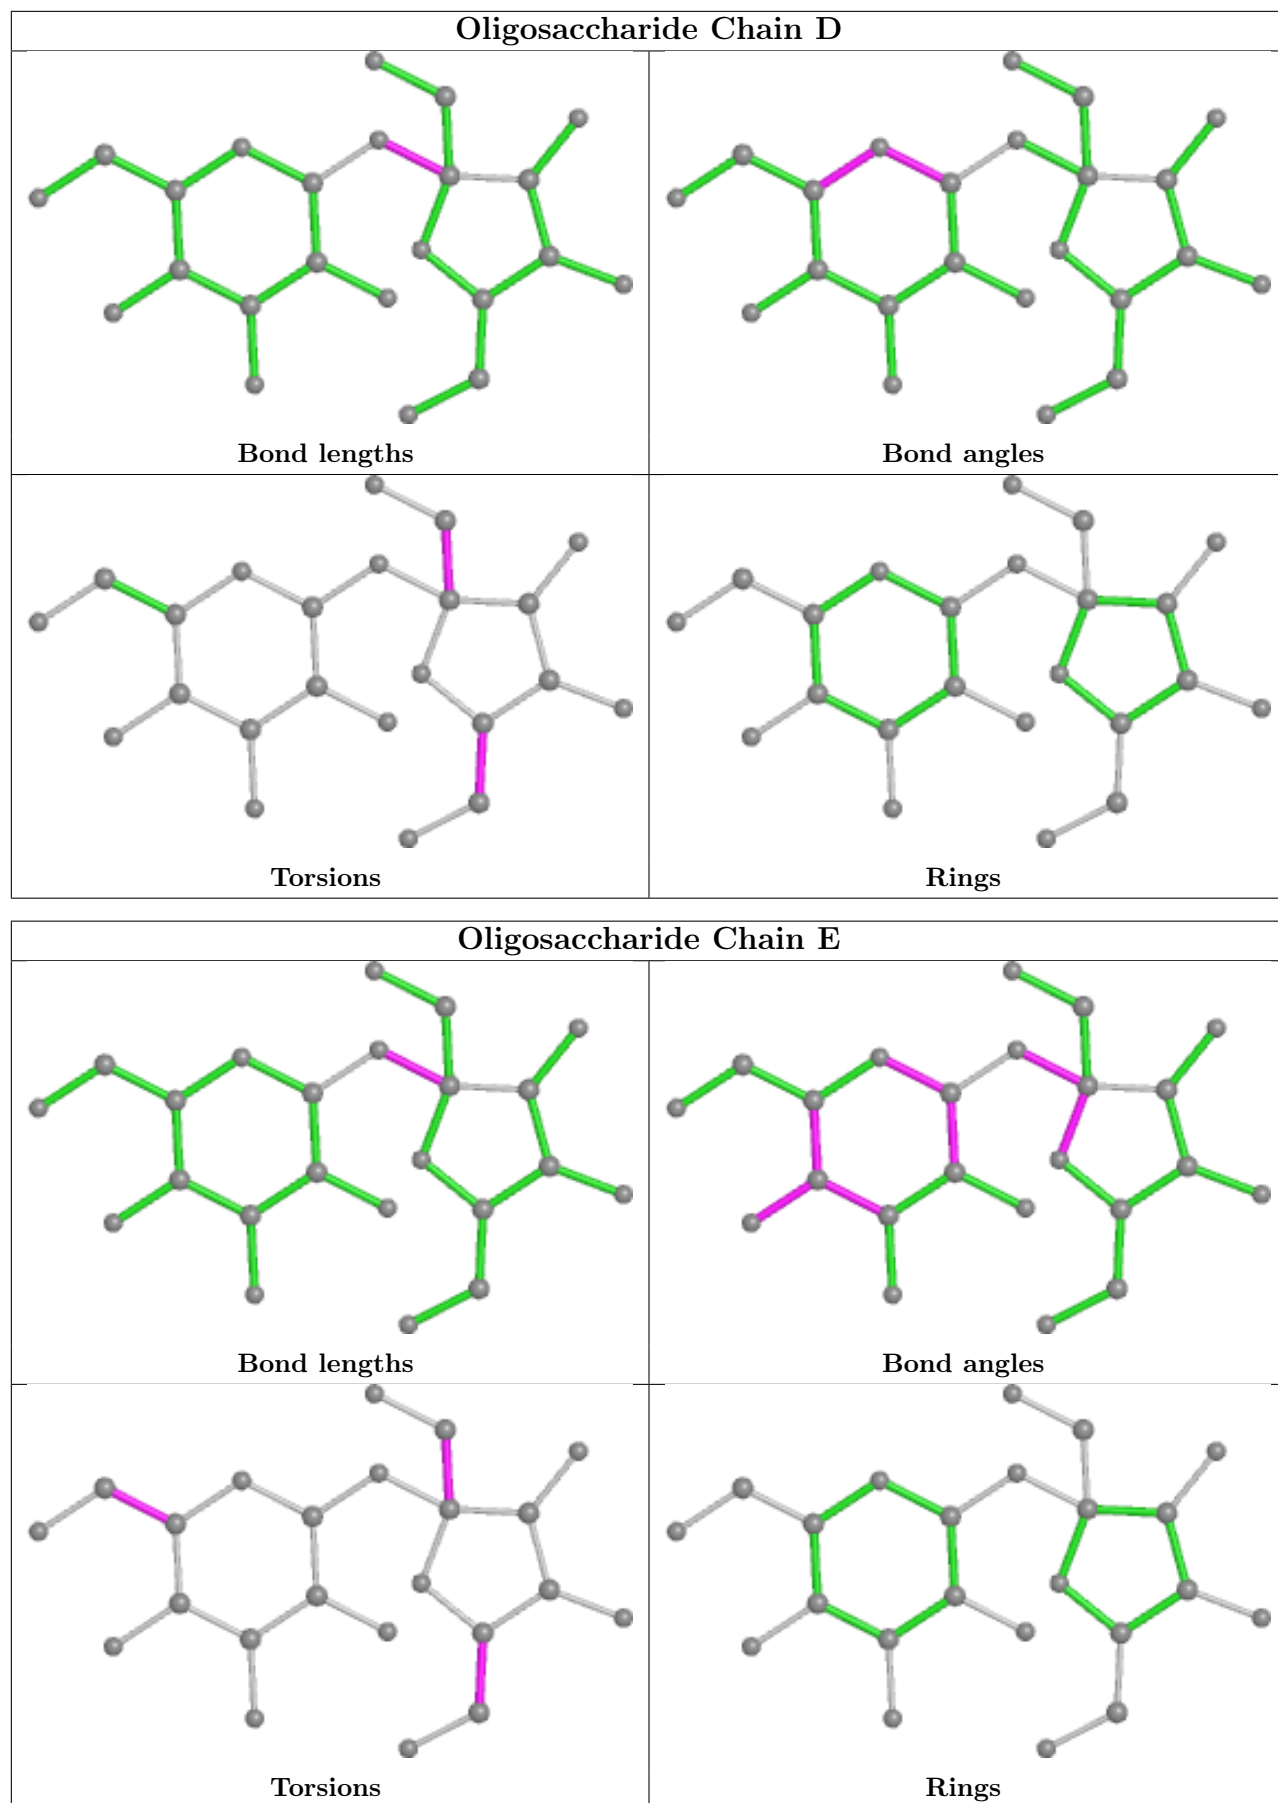 Oligosaccharide Chain D
Bond lengths
Bond angles
Torsions
Rings
Oligosaccharide Chain E
Bond lengths
Bond angles
Torsions
Rings